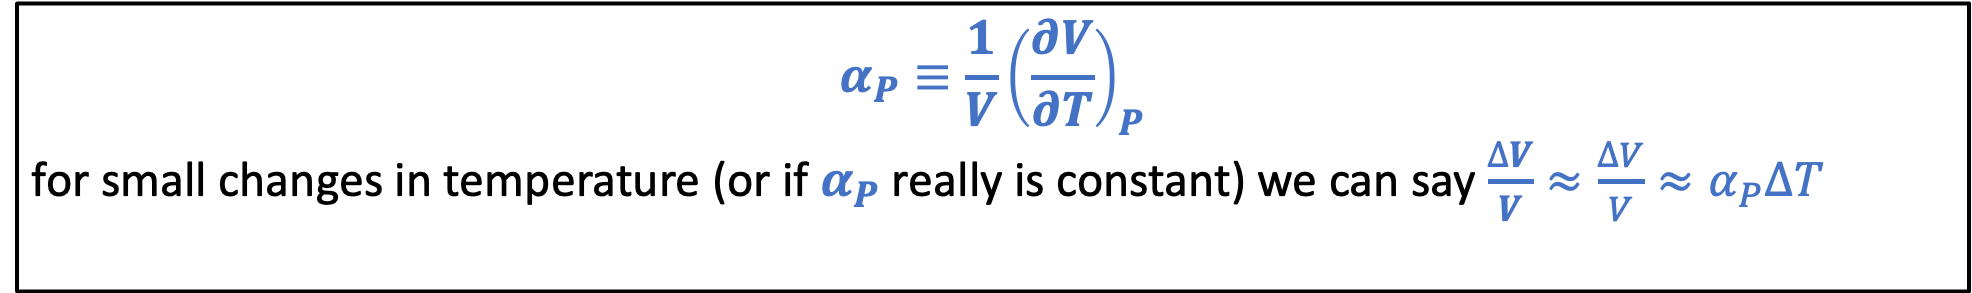 α_P ≡ 1/V (∂V/∂T)_P
for small changes in temperature (or if α_P really is constant) we can say ΔV/V ≈ ΔV/V ≈ α_PΔT